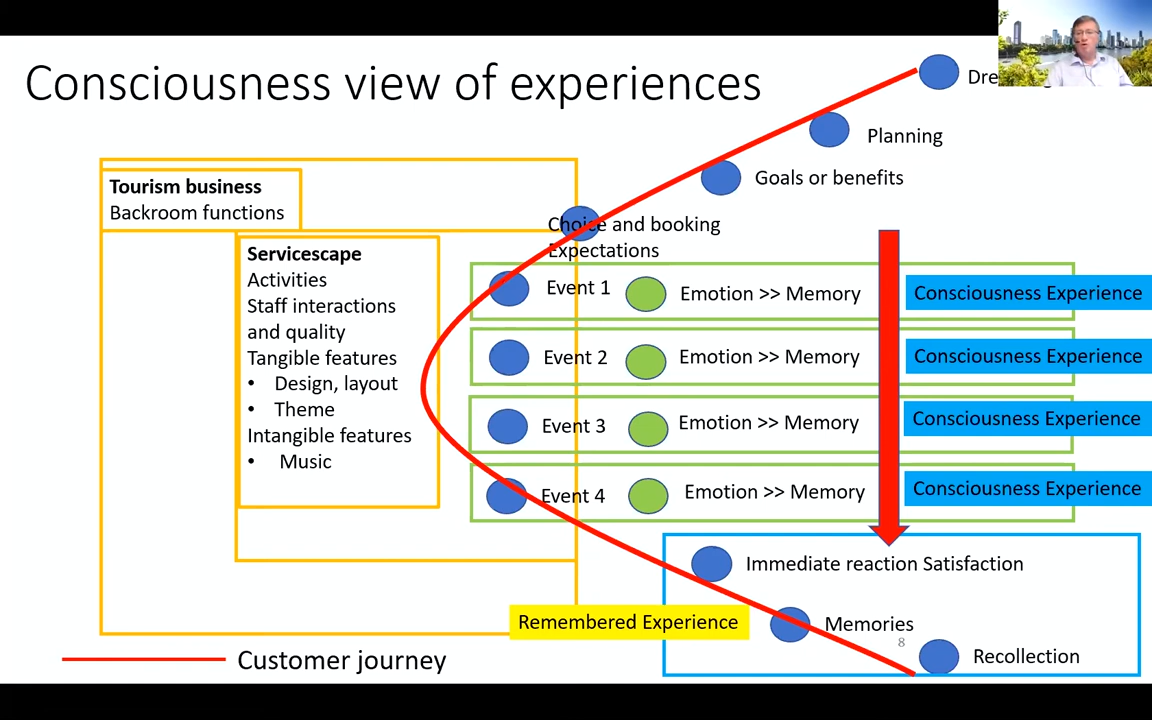 Consciousness view of experiences
Planning
Goals or benefits
Tourism business
Backroom functions
Choice and booking
Expectations
Servicescape
Activities
Staff interactions
and quality
Tangible features
• Design, layout
• Theme
Intangible features
• Music
Event 1 Emotion >> Memory Consciousness Experience
Event 2 Emotion >> Memory Consciousness Experience
Event 3 Emotion >> Memory Consciousness Experience
Event 4 Emotion >> Memory Consciousness Experience
Immediate reaction Satisfaction
Remembered Experience
Memories
8
Recollection
Customer journey